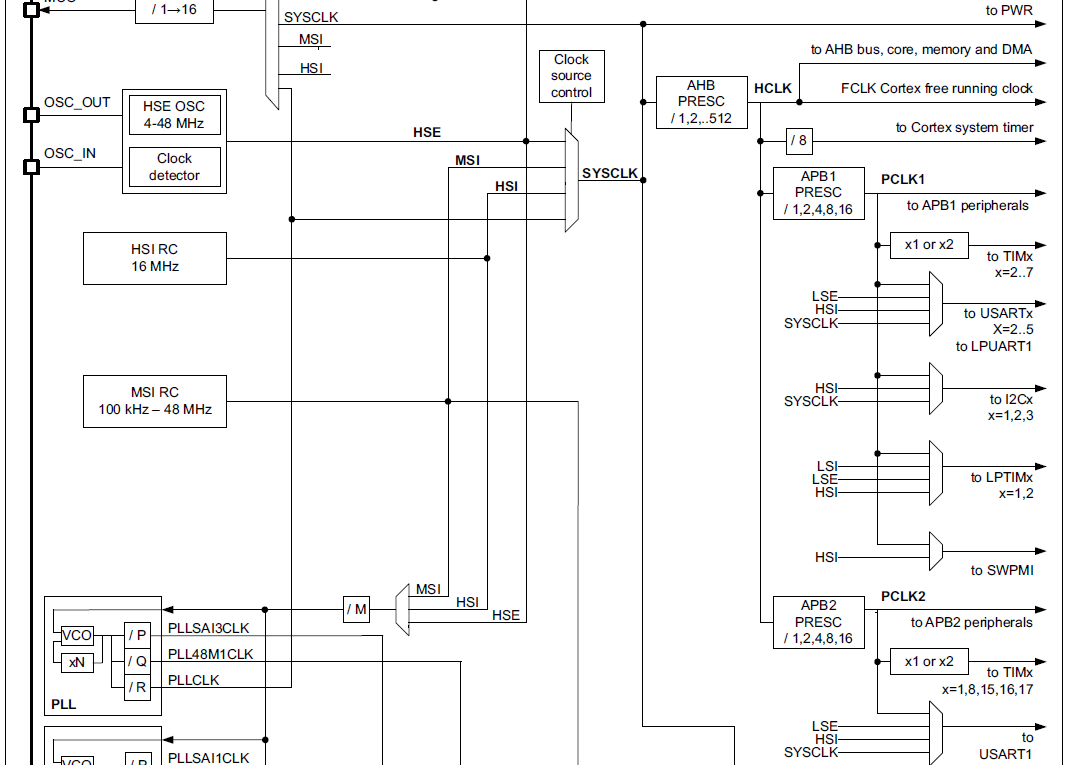 / 1→16
SYSCLK
MSI
HSI
to PWR
to AHB bus, core, memory and DMA
FCLK Cortex free running clock
to Cortex system timer
Clock
source
control
AHB
PRESC
/ 1,2,..512
HCLK
/ 8
OSC_OUT
HSE OSC
4-48 MHz
OSC_IN
Clock
detector
HSE
MSI
HSI
SYSCLK
APB1
PRESC
/ 1,2,4,8,16
PCLK1
to APB1 peripherals
HSI RC
16 MHz
x1 or x2
to TIMx
x=2..7
LSE
HSI
SYSCLK
to USARTx
X=2..5
to LPUART1
MSI RC
100 kHz – 48 MHz
HSI
SYSCLK
to I2Cx
x=1,2,3
LSI
LSE
HSI
to LPTIMx
x=1,2
HSI
to SWPMI
MSI
HSI
HSE
/ M
VCO
xN
/ P
/ Q
/ R
PLLSAI3CLK
PLL48M1CLK
PLLCLK
PLL
APB2
PRESC
/ 1,2,4,8,16
PCLK2
to APB2 peripherals
x1 or x2
to TIMx
x=1,8,15,16,17
LSE
HSI
SYSCLK
to
USART1
VCO
/ P
PLLSAI1CLK